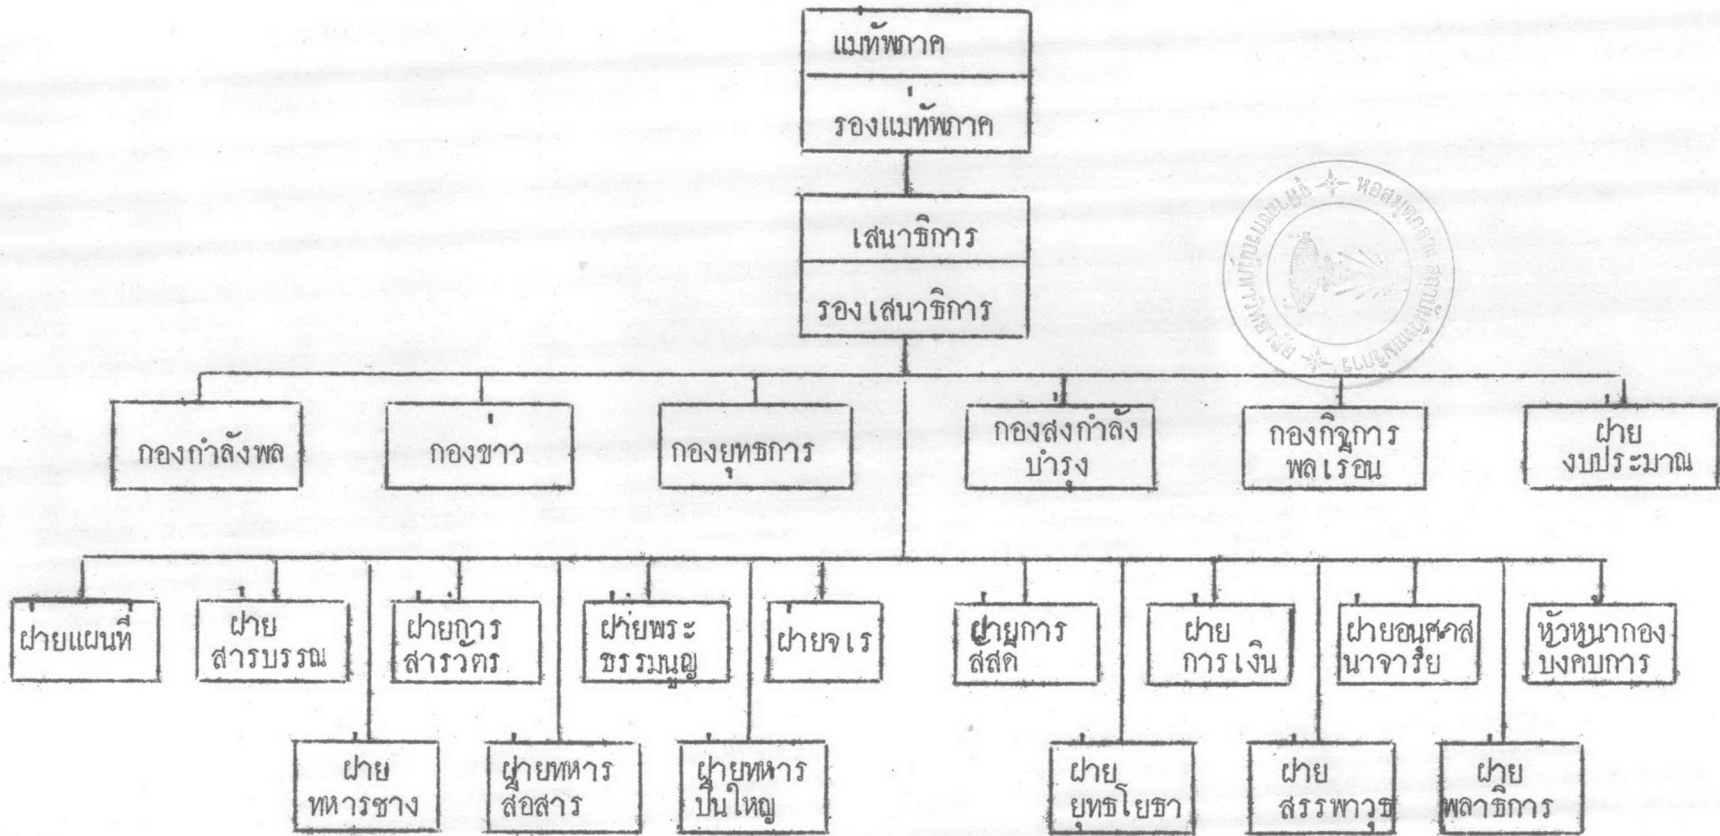 แม่ทัพภาค
รองแม่ทัพภาค
เสนาธิการ
รองเสนาธิการ
กองกำลังพล
กองข่าว
กองยุทธการ
กองส่งกำลัง
บำรุง
กองกิจการ
พลเรือน
ฝ่าย
งบประมาณ
ฝ่ายแผนที่
ฝ่าย
สารบรรณ
ฝ่ายการ
สารวัตร
ฝ่ายพระ
ธรรมนูญ
ฝ่ายจเร
ฝ่ายการ
สัสดี
ฝ่าย
การเงิน
ฝ่ายอนุศาส
นาจารย์
หัวหน้ากอง
บังคับการ
ฝ่าย
ทหารช่าง
ฝ่ายทหาร
สื่อสาร
ฝ่ายทหาร
ปืนใหญ่
ฝ่าย
ยุทธโยธา
ฝ่าย
สรรพาวุธ
ฝ่าย
พลาธิการ